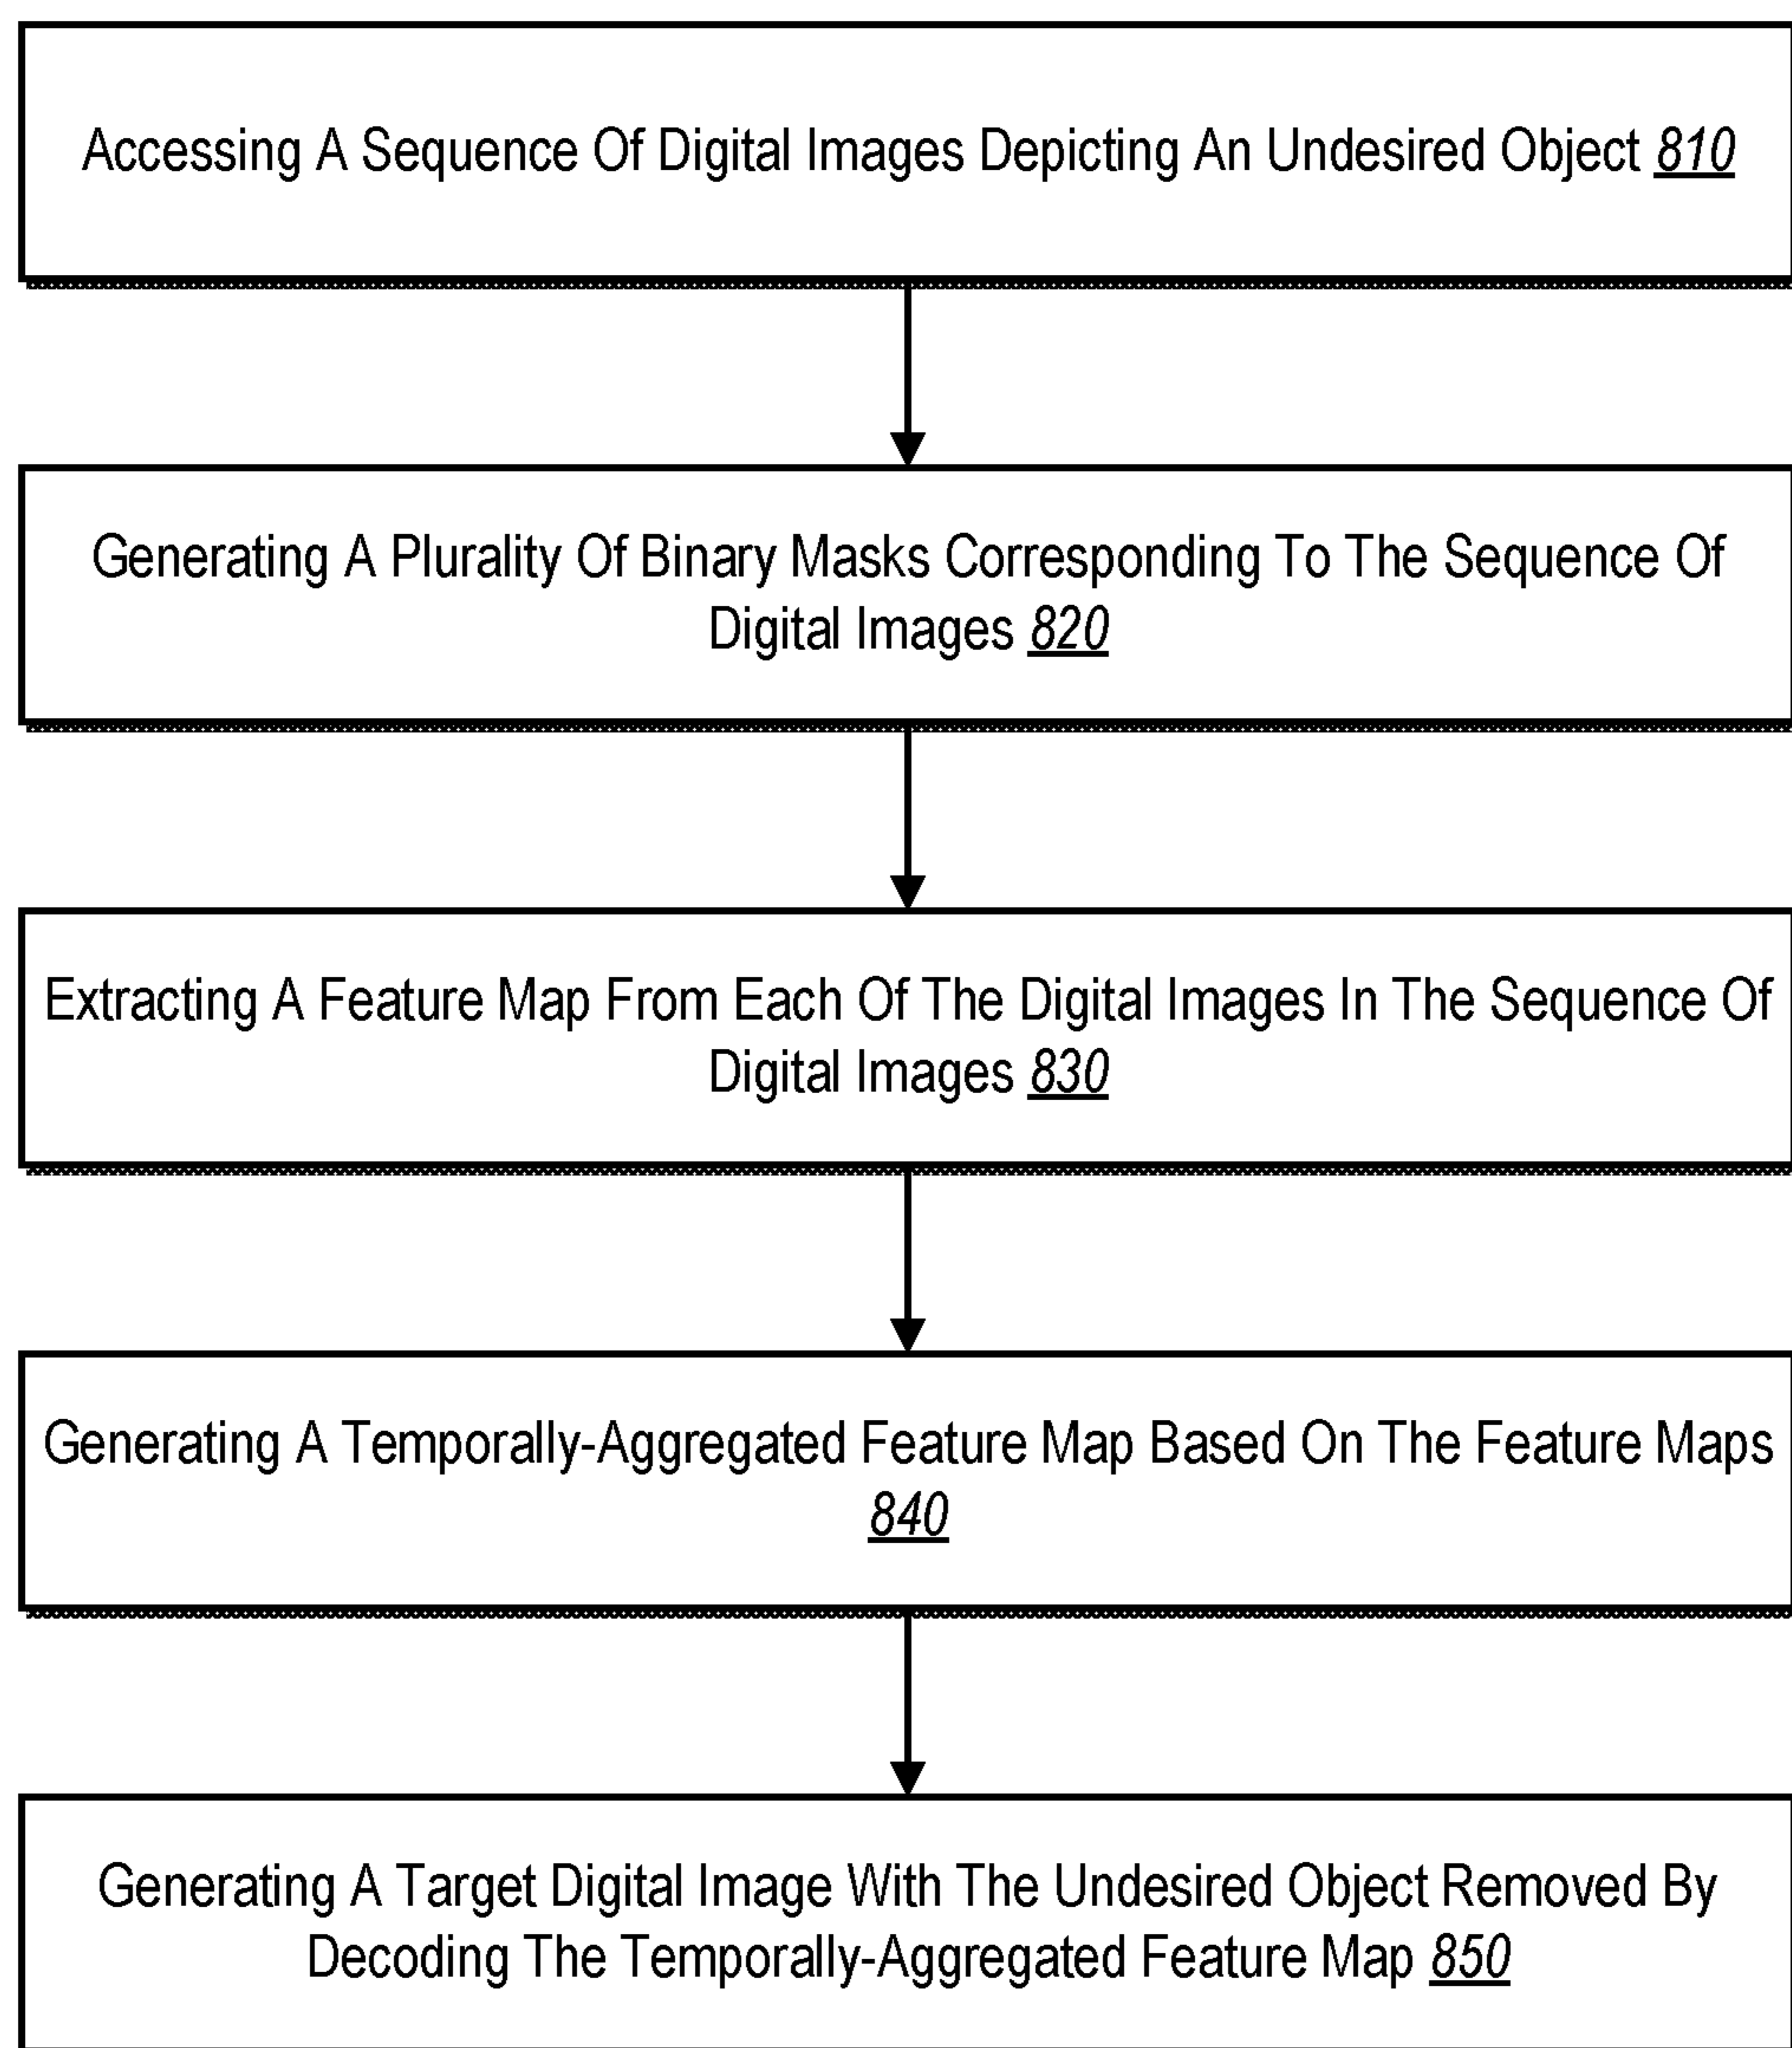 Accessing A Sequence Of Digital Images Depicting An Undesired Object 810
Generating A Plurality Of Binary Masks Corresponding To The Sequence Of
Digital Images 820
Extracting A Feature Map From Each Of The Digital Images In The Sequence Of
Digital Images 830
Generating A Temporally-Aggregated Feature Map Based On The Feature Maps
840
Generating A Target Digital Image With The Undesired Object Removed By
Decoding The Temporally-Aggregated Feature Map 850